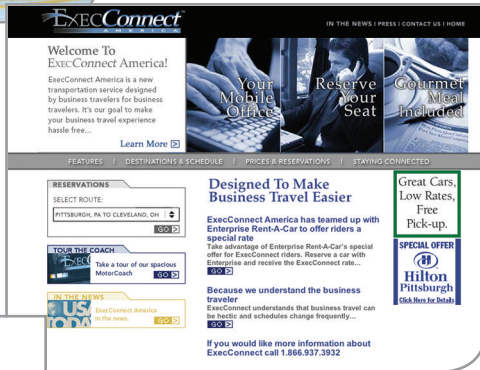 EXECConnect
AMERICA
IN THE NEWS | PRESS | CONTACT US | HOME
Welcome To
EXECConnect America!
ExecConnect America is a new
transportation service designed
by business travelers for business
travelers. It's our goal to make
your business travel experience
hassle free...
Learn More
Your
Mobile
Office
Reserve
Your
Seat
Gourmet
Meal
Included
FEATURES | DESTINATIONS & SCHEDULE | PRICES & RESERVATIONS | STAYING CONNECTED
RESERVATIONS
SELECT ROUTE:
PITTSBURGH, PA TO CLEVELAND, OH
GO
TOUR THE COACH
EXECC
Take a tour of our spacious
MotorCoach
GO
IN THE NEWS
USA
TODAY
ExecConnect America
in the news.
GO
Designed To Make
Business Travel Easier
ExecConnect America has teamed up with
Enterprise Rent-A-Car to offer riders a
special rate
Take advantage of Enterprise Rent-A-Car's special
offer for ExecConnect riders. Reserve a car with
Enterprise and receive the ExecConnect rate...
GO
Because we understand the business
traveler
ExecConnect understands that business travel can
be hectic and schedules change frequently...
GO
If you would like more information about
ExecConnect call 1.866.937.3932
Great Cars,
Low Rates,
Free
Pick-up.
SPECIAL OFFER
H
Hilton
Pittsburgh
Click Here for Details